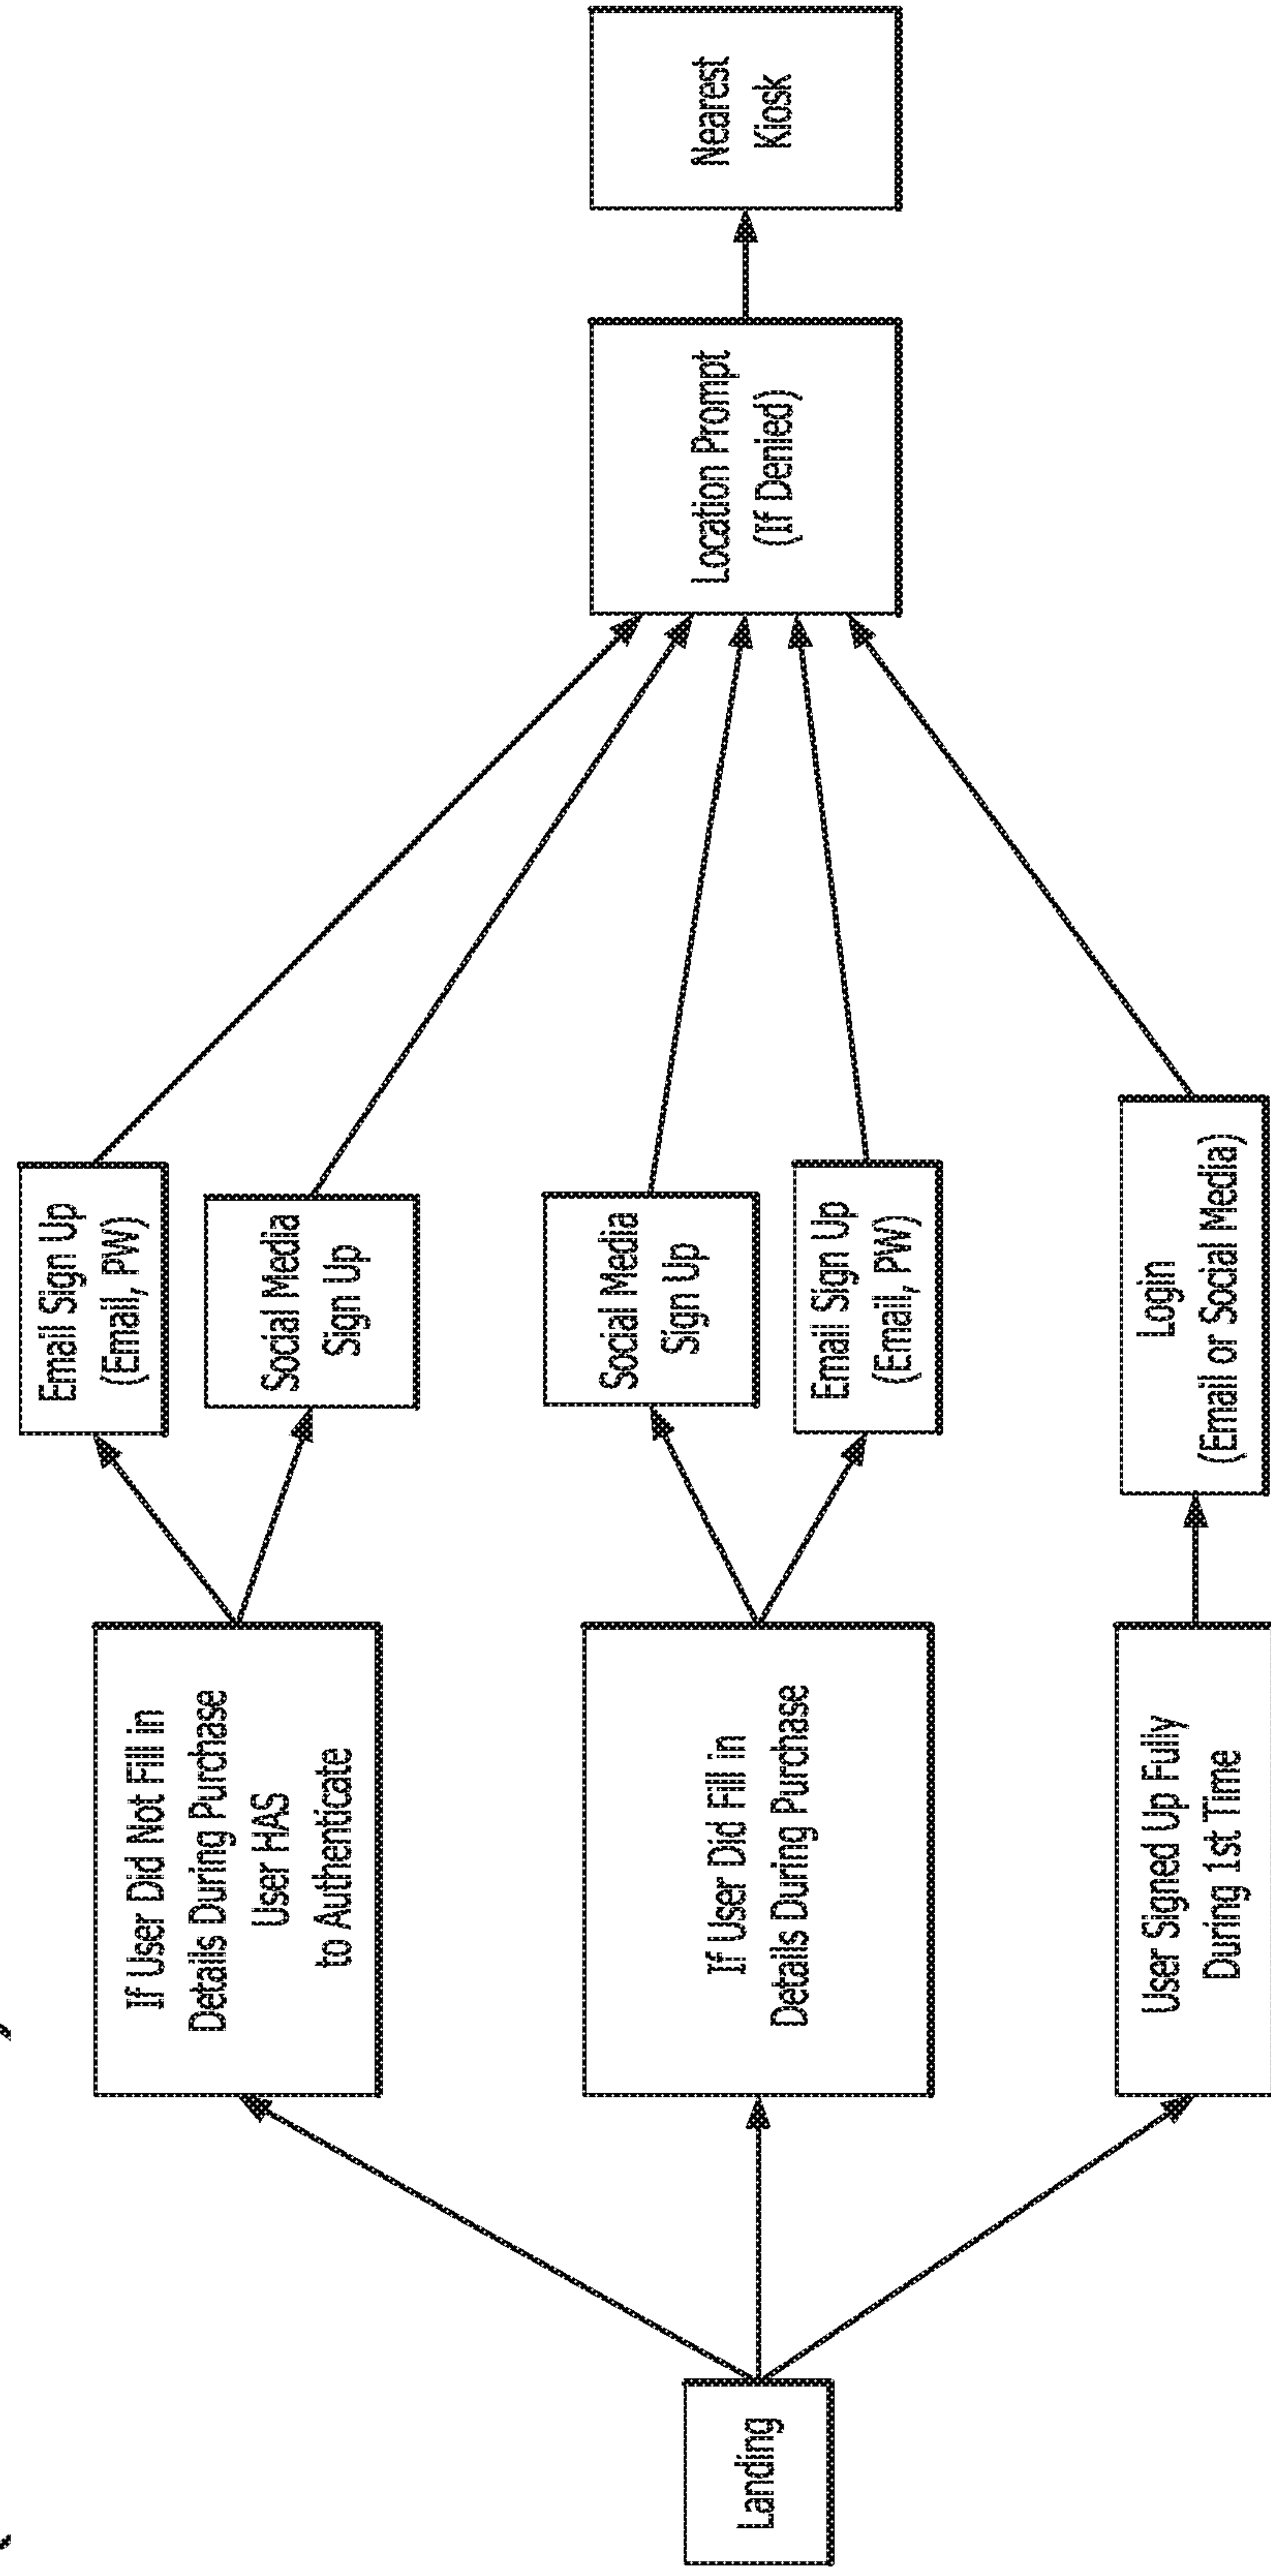 Landing
If User Did Not Fill in
Details During Purchase
User HAS
to Authenticate
If User Did Fill in
Details During Purchase
User Signed Up Fully
During 1st Time
Email Sign Up
(Email, PW)
Social Media
Sign Up
Social Media
Sign Up
Email Sign Up
(Email, PW)
Login
(Email or Social Media)
Location Prompt
(If Denied)
Nearest
Kiosk